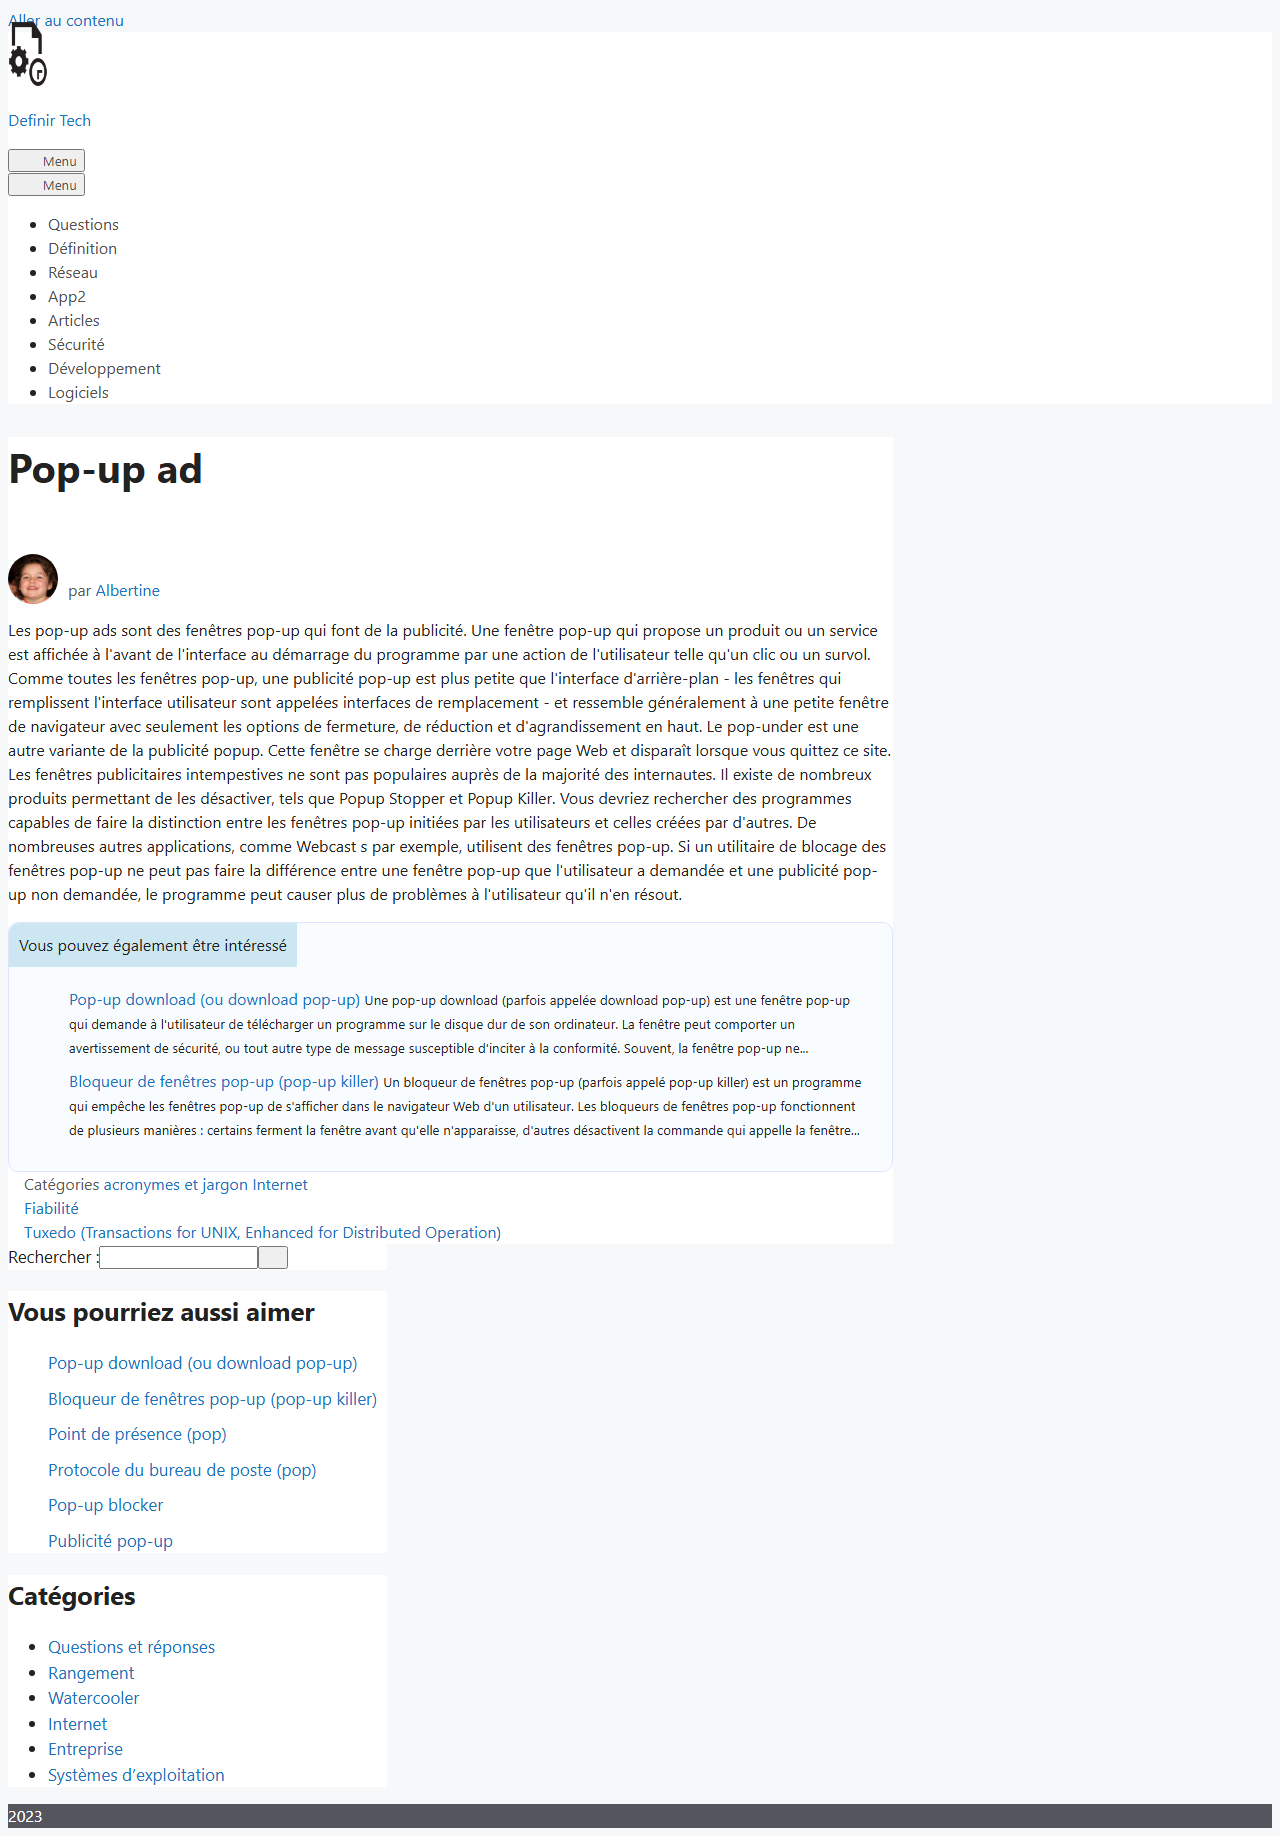 Aller au contenu
Definir Tech
Menu
Menu
Questions
Définition
Réseau
App2
Articles
Sécurité
Développement
Logiciels
Pop-up ad
par Albertine
Les pop-up ads sont des fenêtres pop-up qui font de la publicité. Une fenêtre pop-up qui propose un produit ou un service
est affichée à l'avant de l'interface au démarrage du programme par une action de l'utilisateur telle qu'un clic ou un survol.
Comme toutes les fenêtres pop-up, une publicité pop-up est plus petite que l'interface d'arrière-plan - les fenêtres qui
remplissent l'interface utilisateur sont appelées interfaces de remplacement - et ressemble généralement à une petite fenêtre
de navigateur avec seulement les options de fermeture, de réduction et d'agrandissement en haut. Le pop-under est une
autre variante de la publicité popup. Cette fenêtre se charge derrière votre page Web et disparaît lorsque vous quittez ce site.
Les fenêtres publicitaires intempestives ne sont pas populaires auprès de la majorité des internautes. Il existe de nombreux
produits permettant de les désactiver, tels que Popup Stopper et Popup Killer. Vous devriez rechercher des programmes
capables de faire la distinction entre les fenêtres pop-up initiées par les utilisateurs et celles créées par d'autres. De
nombreuses autres applications, comme Webcast s par exemple, utilisent des fenêtres pop-up. Si un utilitaire de blocage des
fenêtres pop-up ne peut pas faire la différence entre une fenêtre pop-up que l'utilisateur a demandée et une publicité pop-
up non demandée, le programme peut causer plus de problèmes à l'utilisateur qu'il n'en résout.
Vous pouvez également être intéressé
Pop-up download (ou download pop-up) Une pop-up download (parfois appelée download pop-up) est une fenêtre pop-up
qui demande à l'utilisateur de télécharger un programme sur le disque dur de son ordinateur. La fenêtre peut comporter un
avertissement de sécurité, ou tout autre type de message susceptible d'inciter à la conformité. Souvent, la fenêtre pop-up ne...
Bloqueur de fenêtres pop-up (pop-up killer) Un bloqueur de fenêtres pop-up (parfois appelé pop-up killer) est un programme
qui empêche les fenêtres pop-up de s'afficher dans le navigateur Web d'un utilisateur. Les bloqueurs de fenêtres pop-up fonctionnent
de plusieurs manières : certains ferment la fenêtre avant qu'elle n'apparaisse, d'autres désactivent la commande qui appelle la fenêtre...
Catégories acronymes et jargon Internet
Fiabilité
Tuxedo (Transactions for UNIX, Enhanced for Distributed Operation)
Rechercher :
Vous pourriez aussi aimer
Pop-up download (ou download pop-up)
Bloqueur de fenêtres pop-up (pop-up killer)
Point de présence (pop)
Protocole du bureau de poste (pop)
Pop-up blocker
Publicité pop-up
Catégories
Questions et réponses
Rangement
Watercooler
Internet
Entreprise
Systèmes d’exploitation
2023